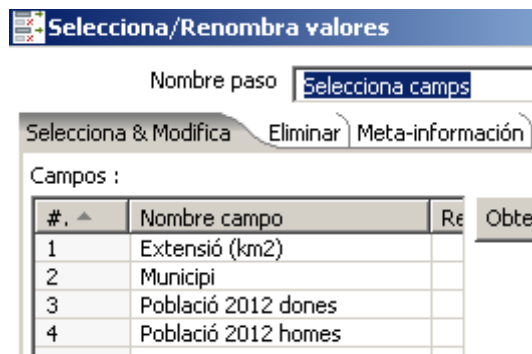 Selecciona/Renombra valores
Nombre paso Selecciona camps
Selecciona & Modifica Eliminar Meta-información
Campos :
#. Nombre campo Re Obte
1 Extensió (km2)
2 Municipi
3 Població 2012 dones
4 Població 2012 homes